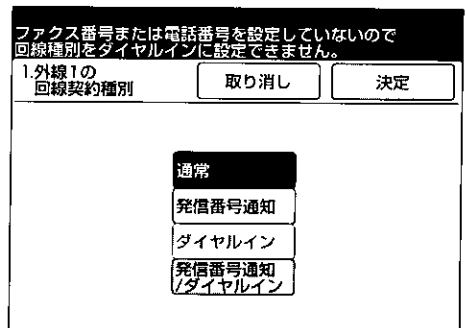 ファクス番号または電話番号を設定していないので
回線種別をダイヤルインに設定できません。
1.外線1の
回線契約種別
取り消し
決定
通常
発信番号通知
ダイヤルイン
発信番号通知
/ダイヤルイン